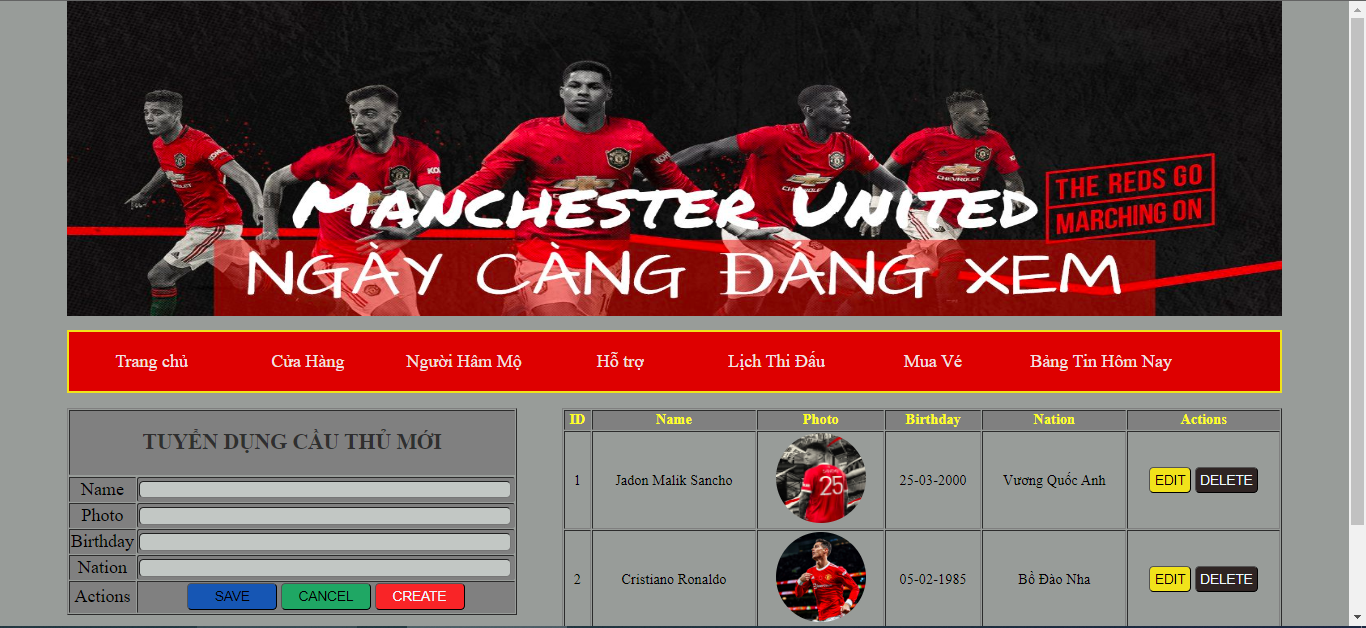 THE REDS GO
MARCHING ON
Manchester United
NGÀY CÀNG ĐÁNG XEM
Trang chủ Cửa Hàng Người Hâm Mộ Hỗ trợ Lịch Thi Đấu Mua Vé Bảng Tin Hôm Nay
TUYỂN DỤNG CẦU THỦ MỚI
Name
Photo
Birthday
Nation
Actions SAVE CANCEL CREATE
ID Name Photo Birthday Nation Actions
1 Jadon Malik Sancho 25 25-03-2000 Vương Quốc Anh EDIT DELETE
2 Cristiano Ronaldo 05-02-1985 Bồ Đào Nha EDIT DELETE